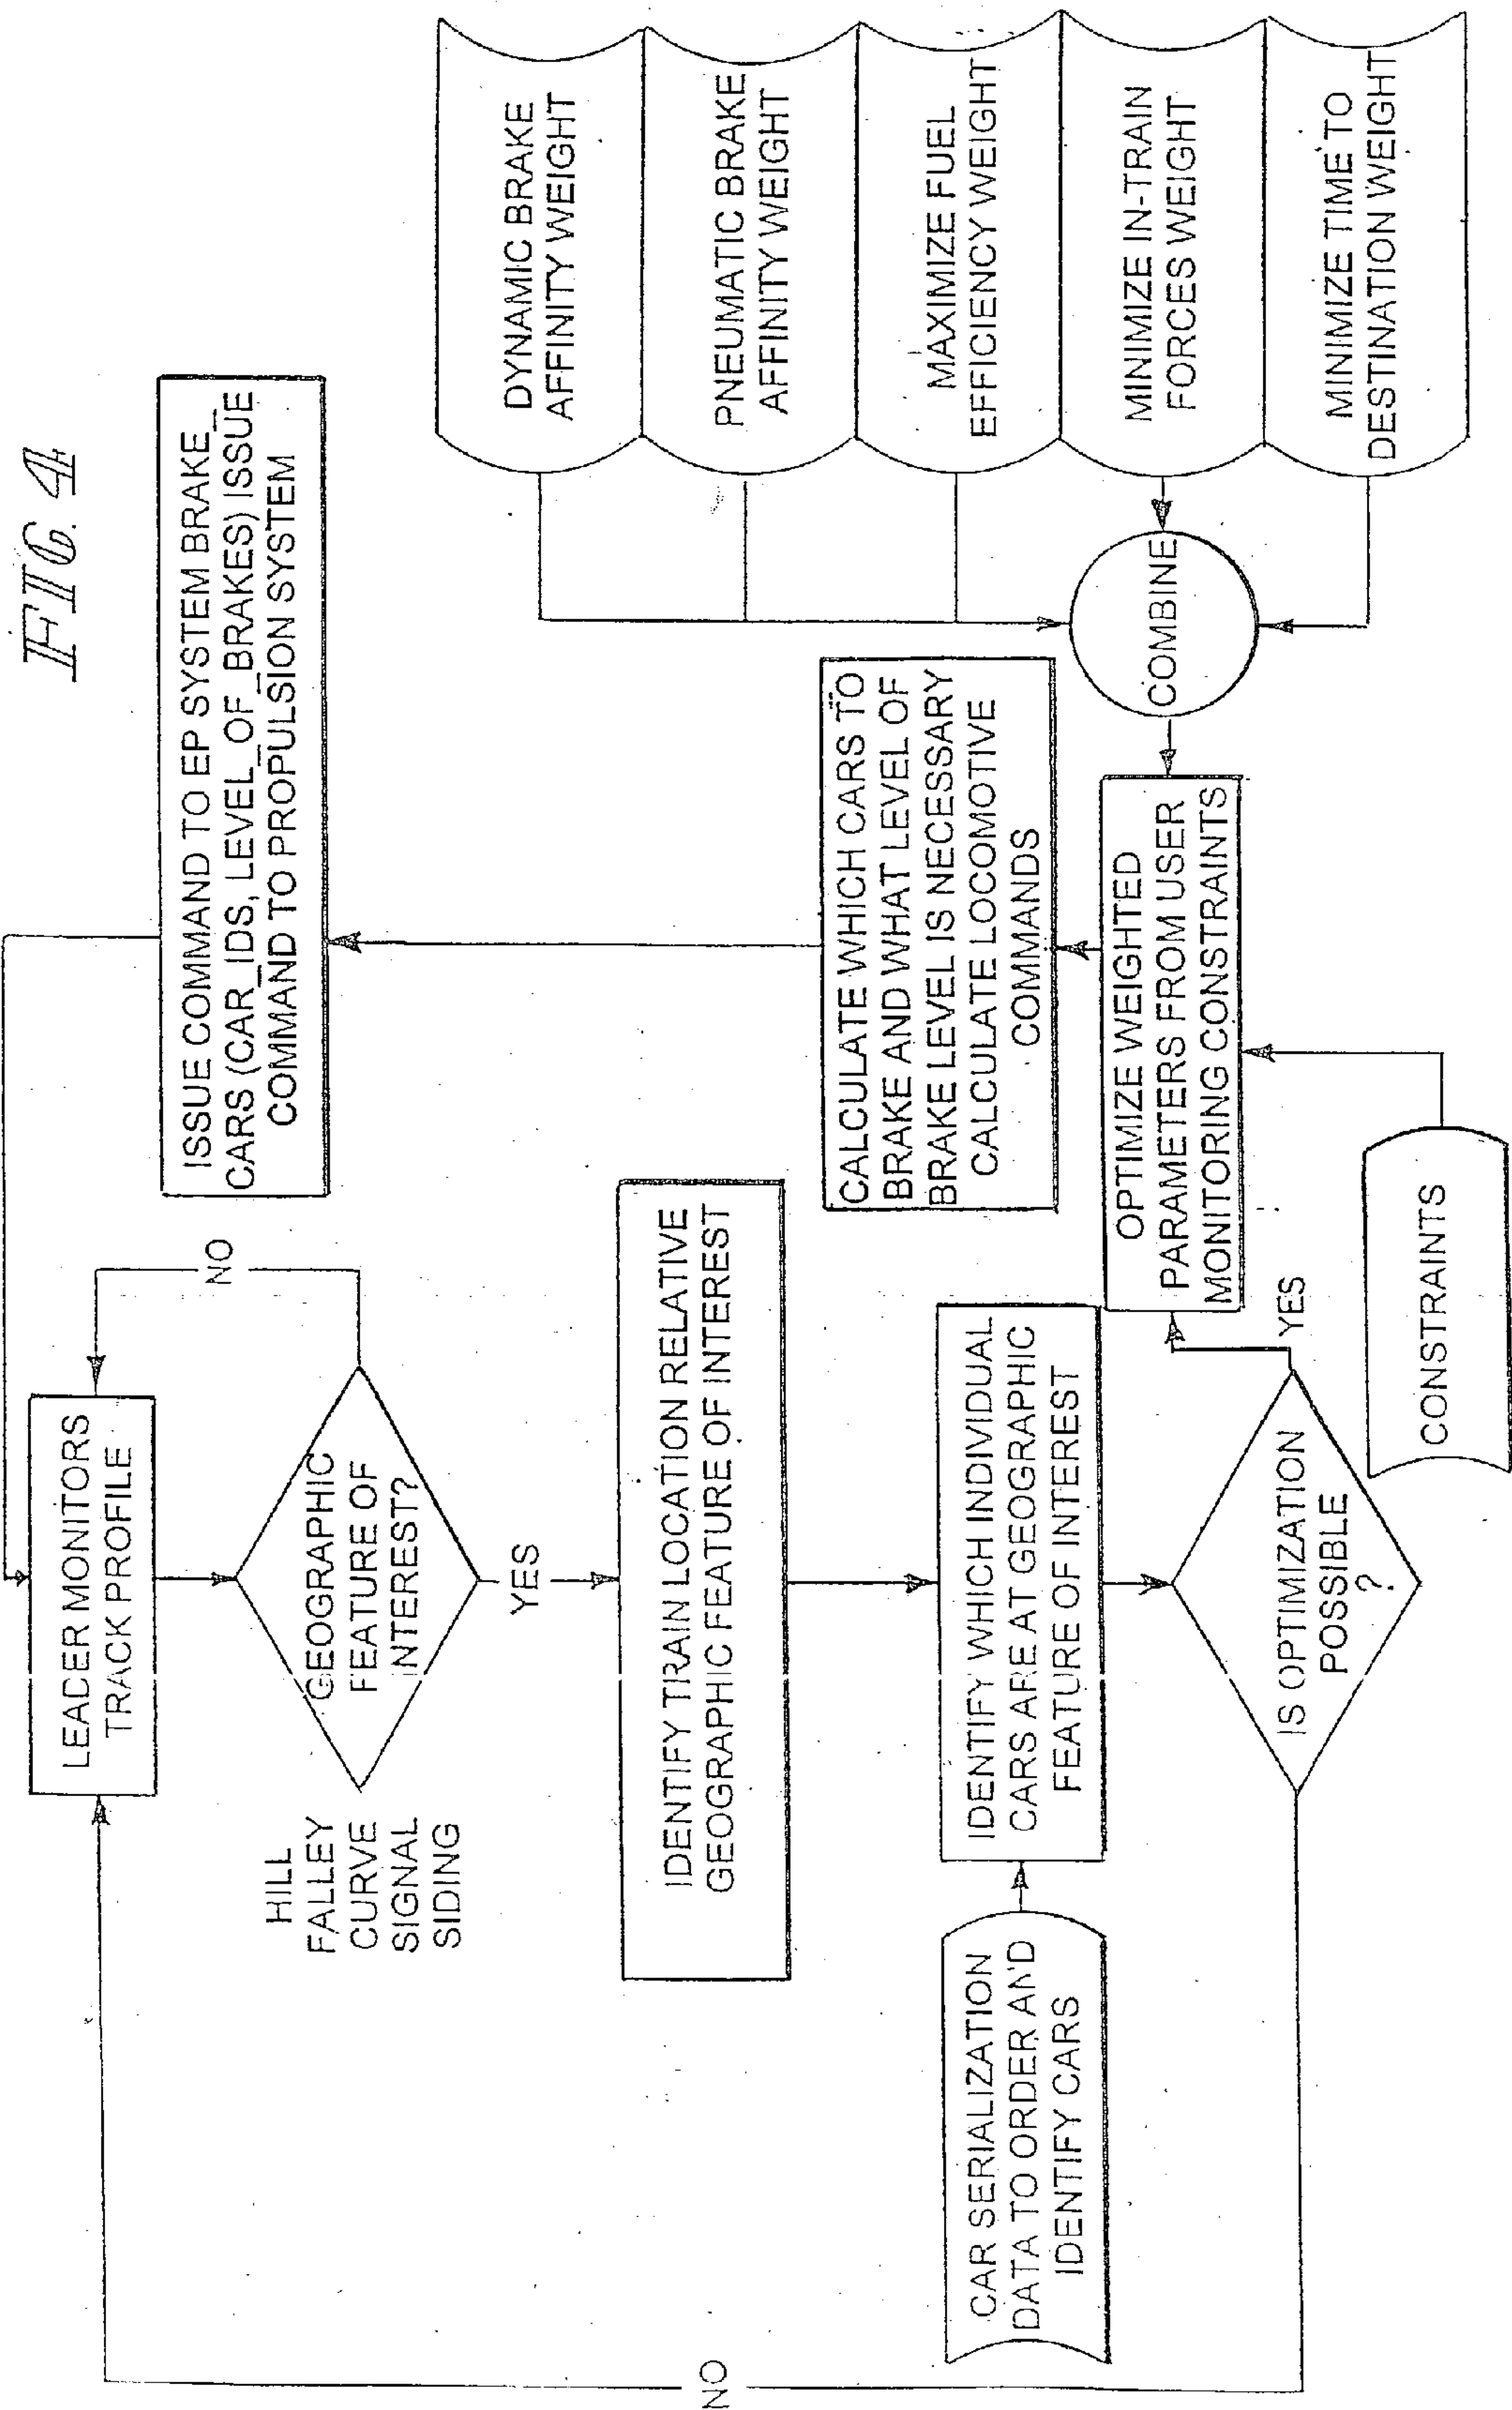 FIG. 4
LEADER MONITORS
TRACK PROFILE
NO
GEOGRAPHIC
FEATURE OF
INTEREST?
HILL
FALLEY
CURVE
SIGNAL
SIDING
YES
IDENTIFY TRAIN LOCATION RELATIVE
GEOGRAPHIC FEATURE OF INTEREST
CAR SERIALIZATION
DATA TO ORDER AND
IDENTIFY CARS
IDENTIFY WHICH INDIVIDUAL
CARS ARE AT GEOGRAPHIC
FEATURE OF INTEREST
IS OPTIMIZATION
POSSIBLE
?
NO
YES
CONSTRAINTS
OPTIMIZE WEIGHTED
PARAMETERS FROM USER
MONITORING CONSTRAINTS
CALCULATE WHICH CARS TO
BRAKE AND WHAT LEVEL OF
BRAKE LEVEL IS NECESSARY
CALCULATE LOCOMOTIVE
COMMANDS
ISSUE COMMAND TO EP SYSTEM BRAKE_
CARS (CAR_IDS, LEVEL_OF_BRAKES) ISSUE
COMMAND TO PROPULSION SYSTEM
COMBINE
DYNAMIC BRAKE
AFFINITY WEIGHT
PNEUMATIC BRAKE
AFFINITY WEIGHT
MAXIMIZE FUEL
EFFICIENCY WEIGHT
MINIMIZE IN-TRAIN
FORCES WEIGHT
MINIMIZE TIME TO
DESTINATION WEIGHT